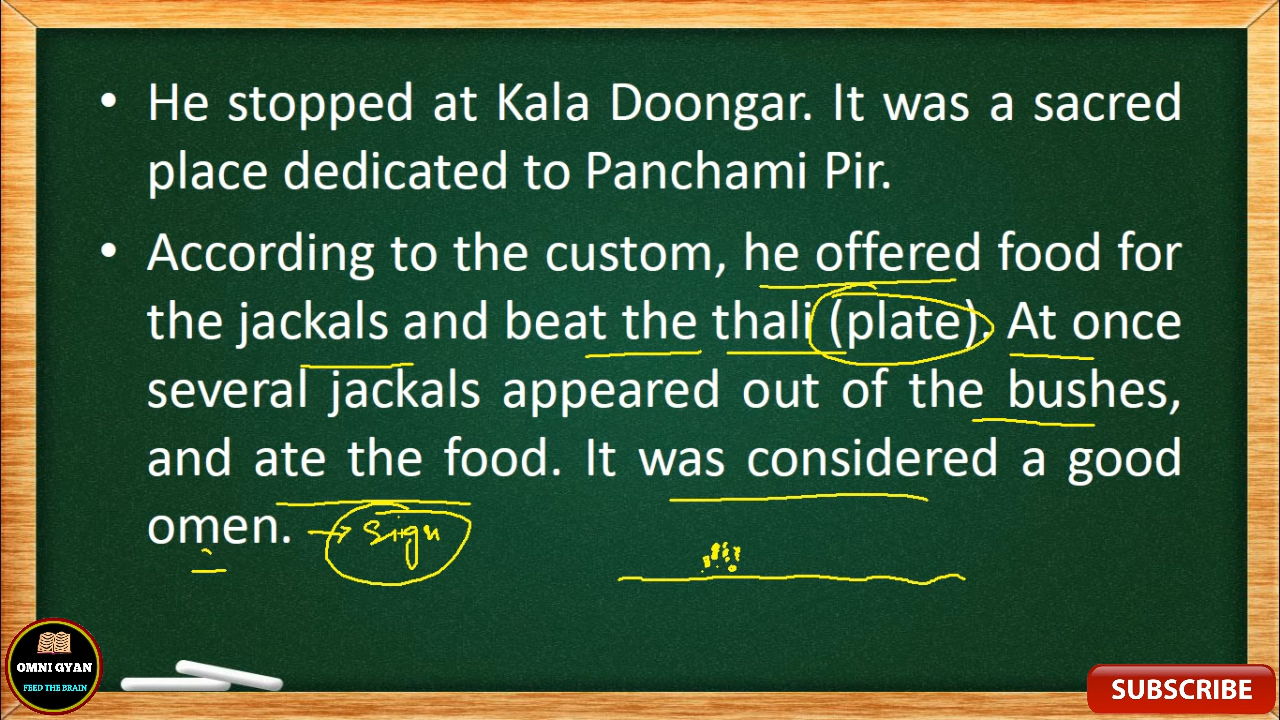 • He stopped at Kala Doongar. It was a sacred
place dedicated to Panchami Pir.
• According to the custom, he offered food for
the jackals and beat the thali (plate). At once
several jackals appeared out of the bushes,
and ate the food. It was considered a good
omen. → Sign
OMNI GYAN
FEED THE BRAIN
SUBSCRIBE